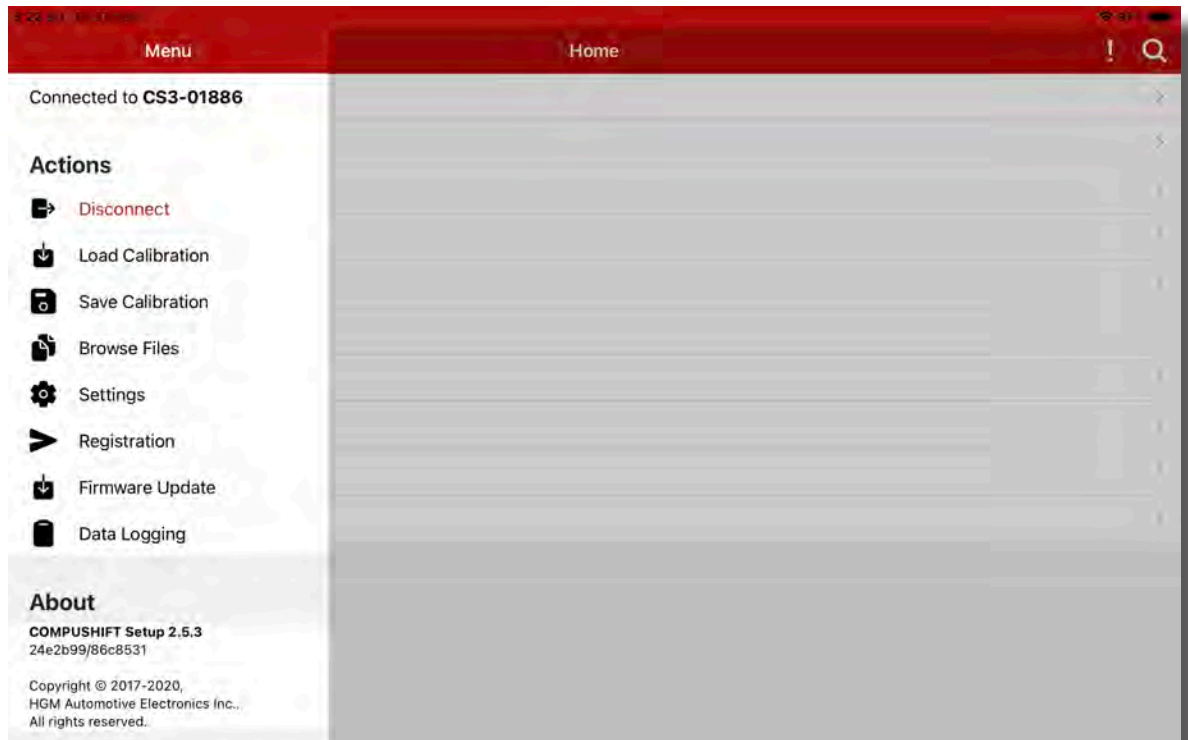 Menu
Home
!
Connected to CS3-01886
Actions
Disconnect
Load Calibration
Save Calibration
Browse Files
Settings
Registration
Firmware Update
Data Logging
About
COMPUSHIFT Setup 2.5.3
24e2b99/86c8531
Copyright © 2017-2020,
HGM Automotive Electronics Inc..
All rights reserved.